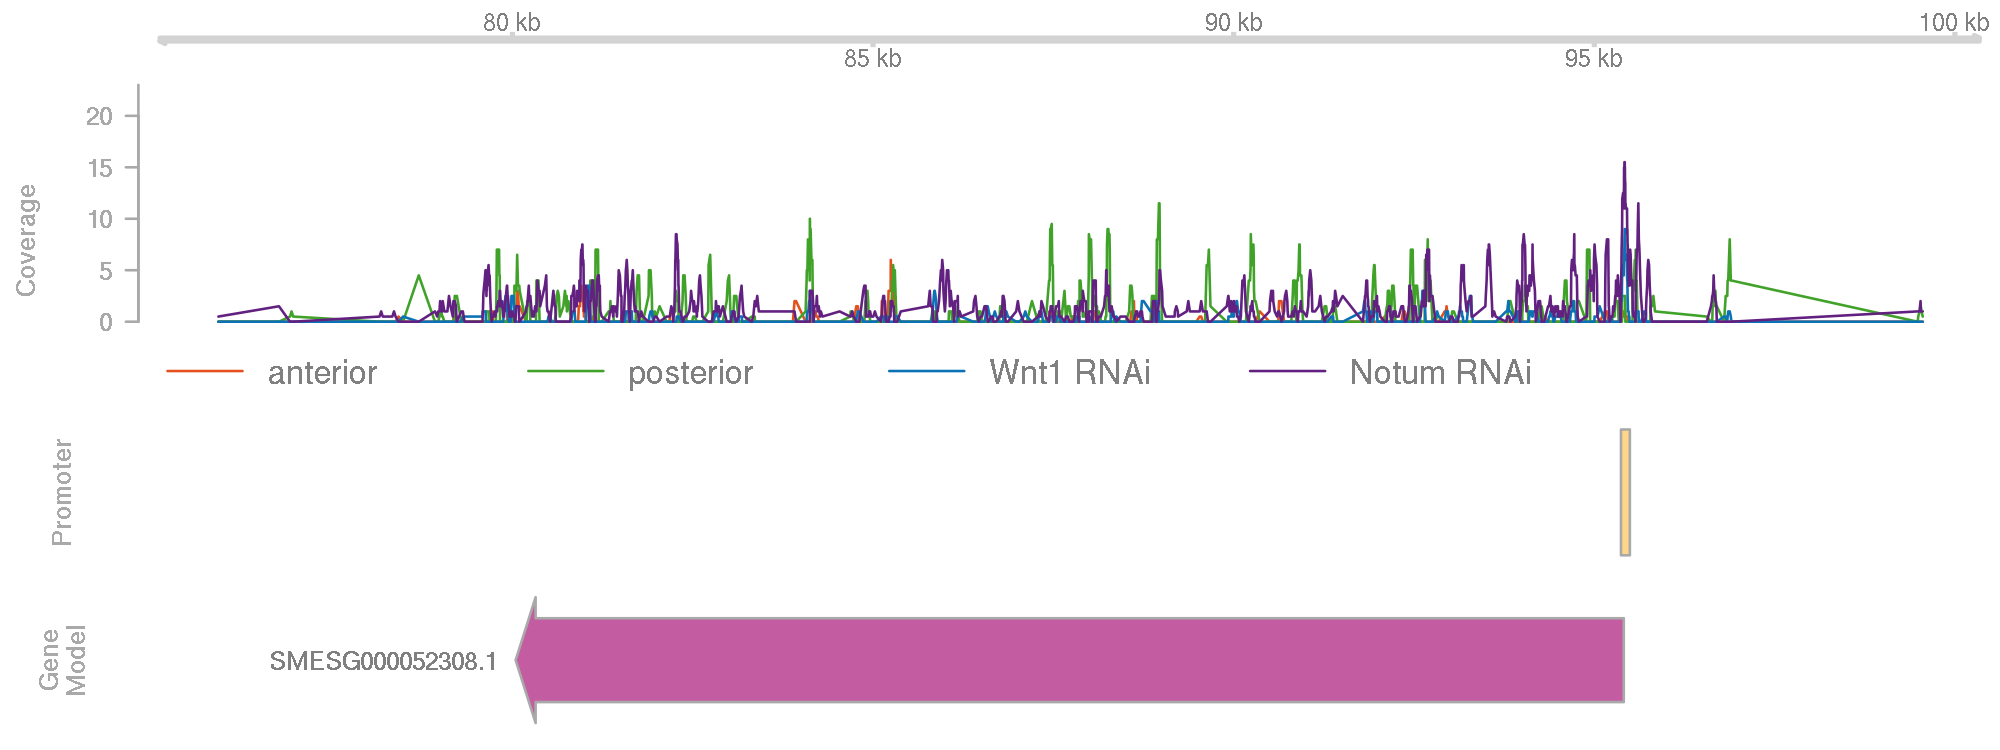 80 kb
90 kb
100 kb
85 kb
95 kb
Coverage
20
15
10
5
0
anterior
posterior
Wnt1 RNAi
Notum RNAi
Promoter
Gene
Model
SMESG000052308.1